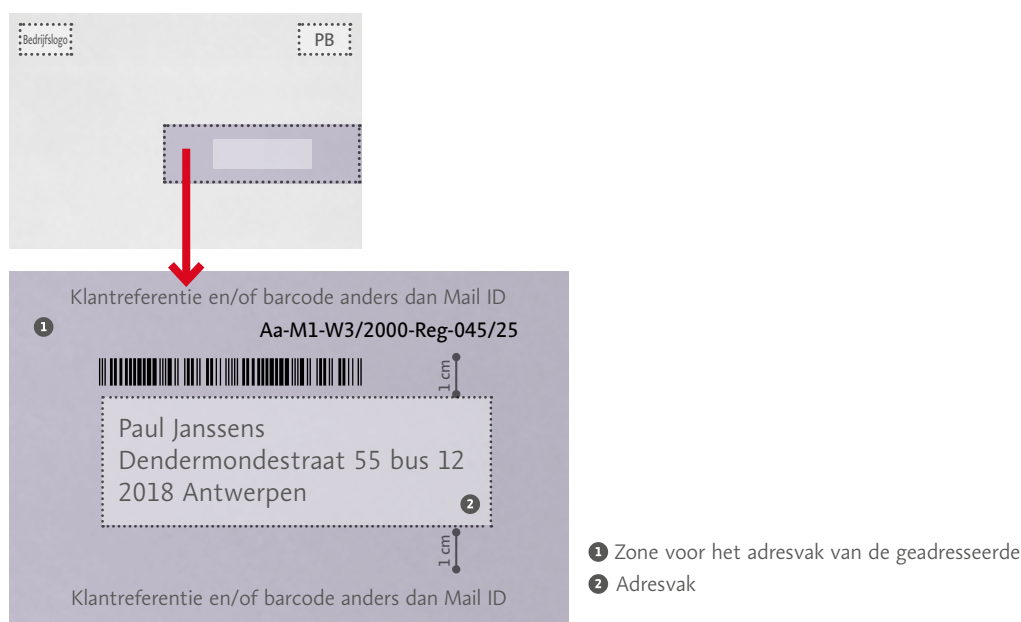 Bedrijfslogo
PB
Klantreferentie en/of barcode anders dan Mail ID
1
Aa-M1-W3/2000-Reg-045/25
1 cm
Paul Janssens
Dendermondestraat 55 bus 12
2018 Antwerpen
2
1 cm
Klantreferentie en/of barcode anders dan Mail ID
1 Zone voor het adresvak van de geadresseerde
2 Adresvak